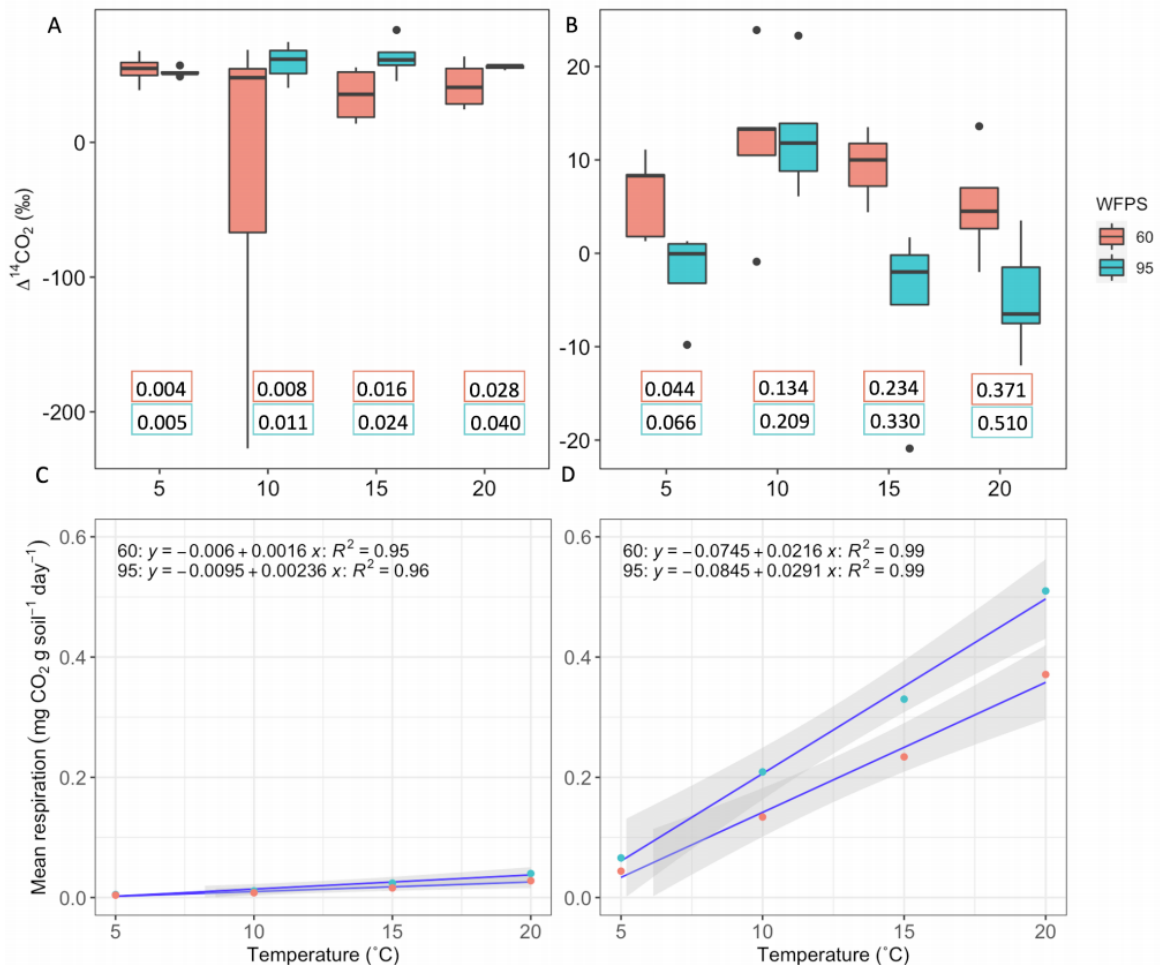 A
B
0
-100
-200
Δ¹⁴CO₂ (‰)
0.004 0.008 0.016 0.028
0.005 0.011 0.024 0.040
5 10 15 20
20
10
0
-10
-20
0.044 0.134 0.234 0.371
0.066 0.209 0.330 0.510
5 10 15 20
WFPS
60
95
C
D
0.6
0.4
0.2
0.0
Mean respiration (mg CO₂ g soil⁻¹ day⁻¹)
60: y = −0.006 + 0.0016 x: R² = 0.95
95: y = −0.0095 + 0.00236 x: R² = 0.96
5 10 15 20
Temperature (˚C)
0.6
0.4
0.2
0.0
60: y = −0.0745 + 0.0216 x: R² = 0.99
95: y = −0.0845 + 0.0291 x: R² = 0.99
5 10 15 20
Temperature (˚C)